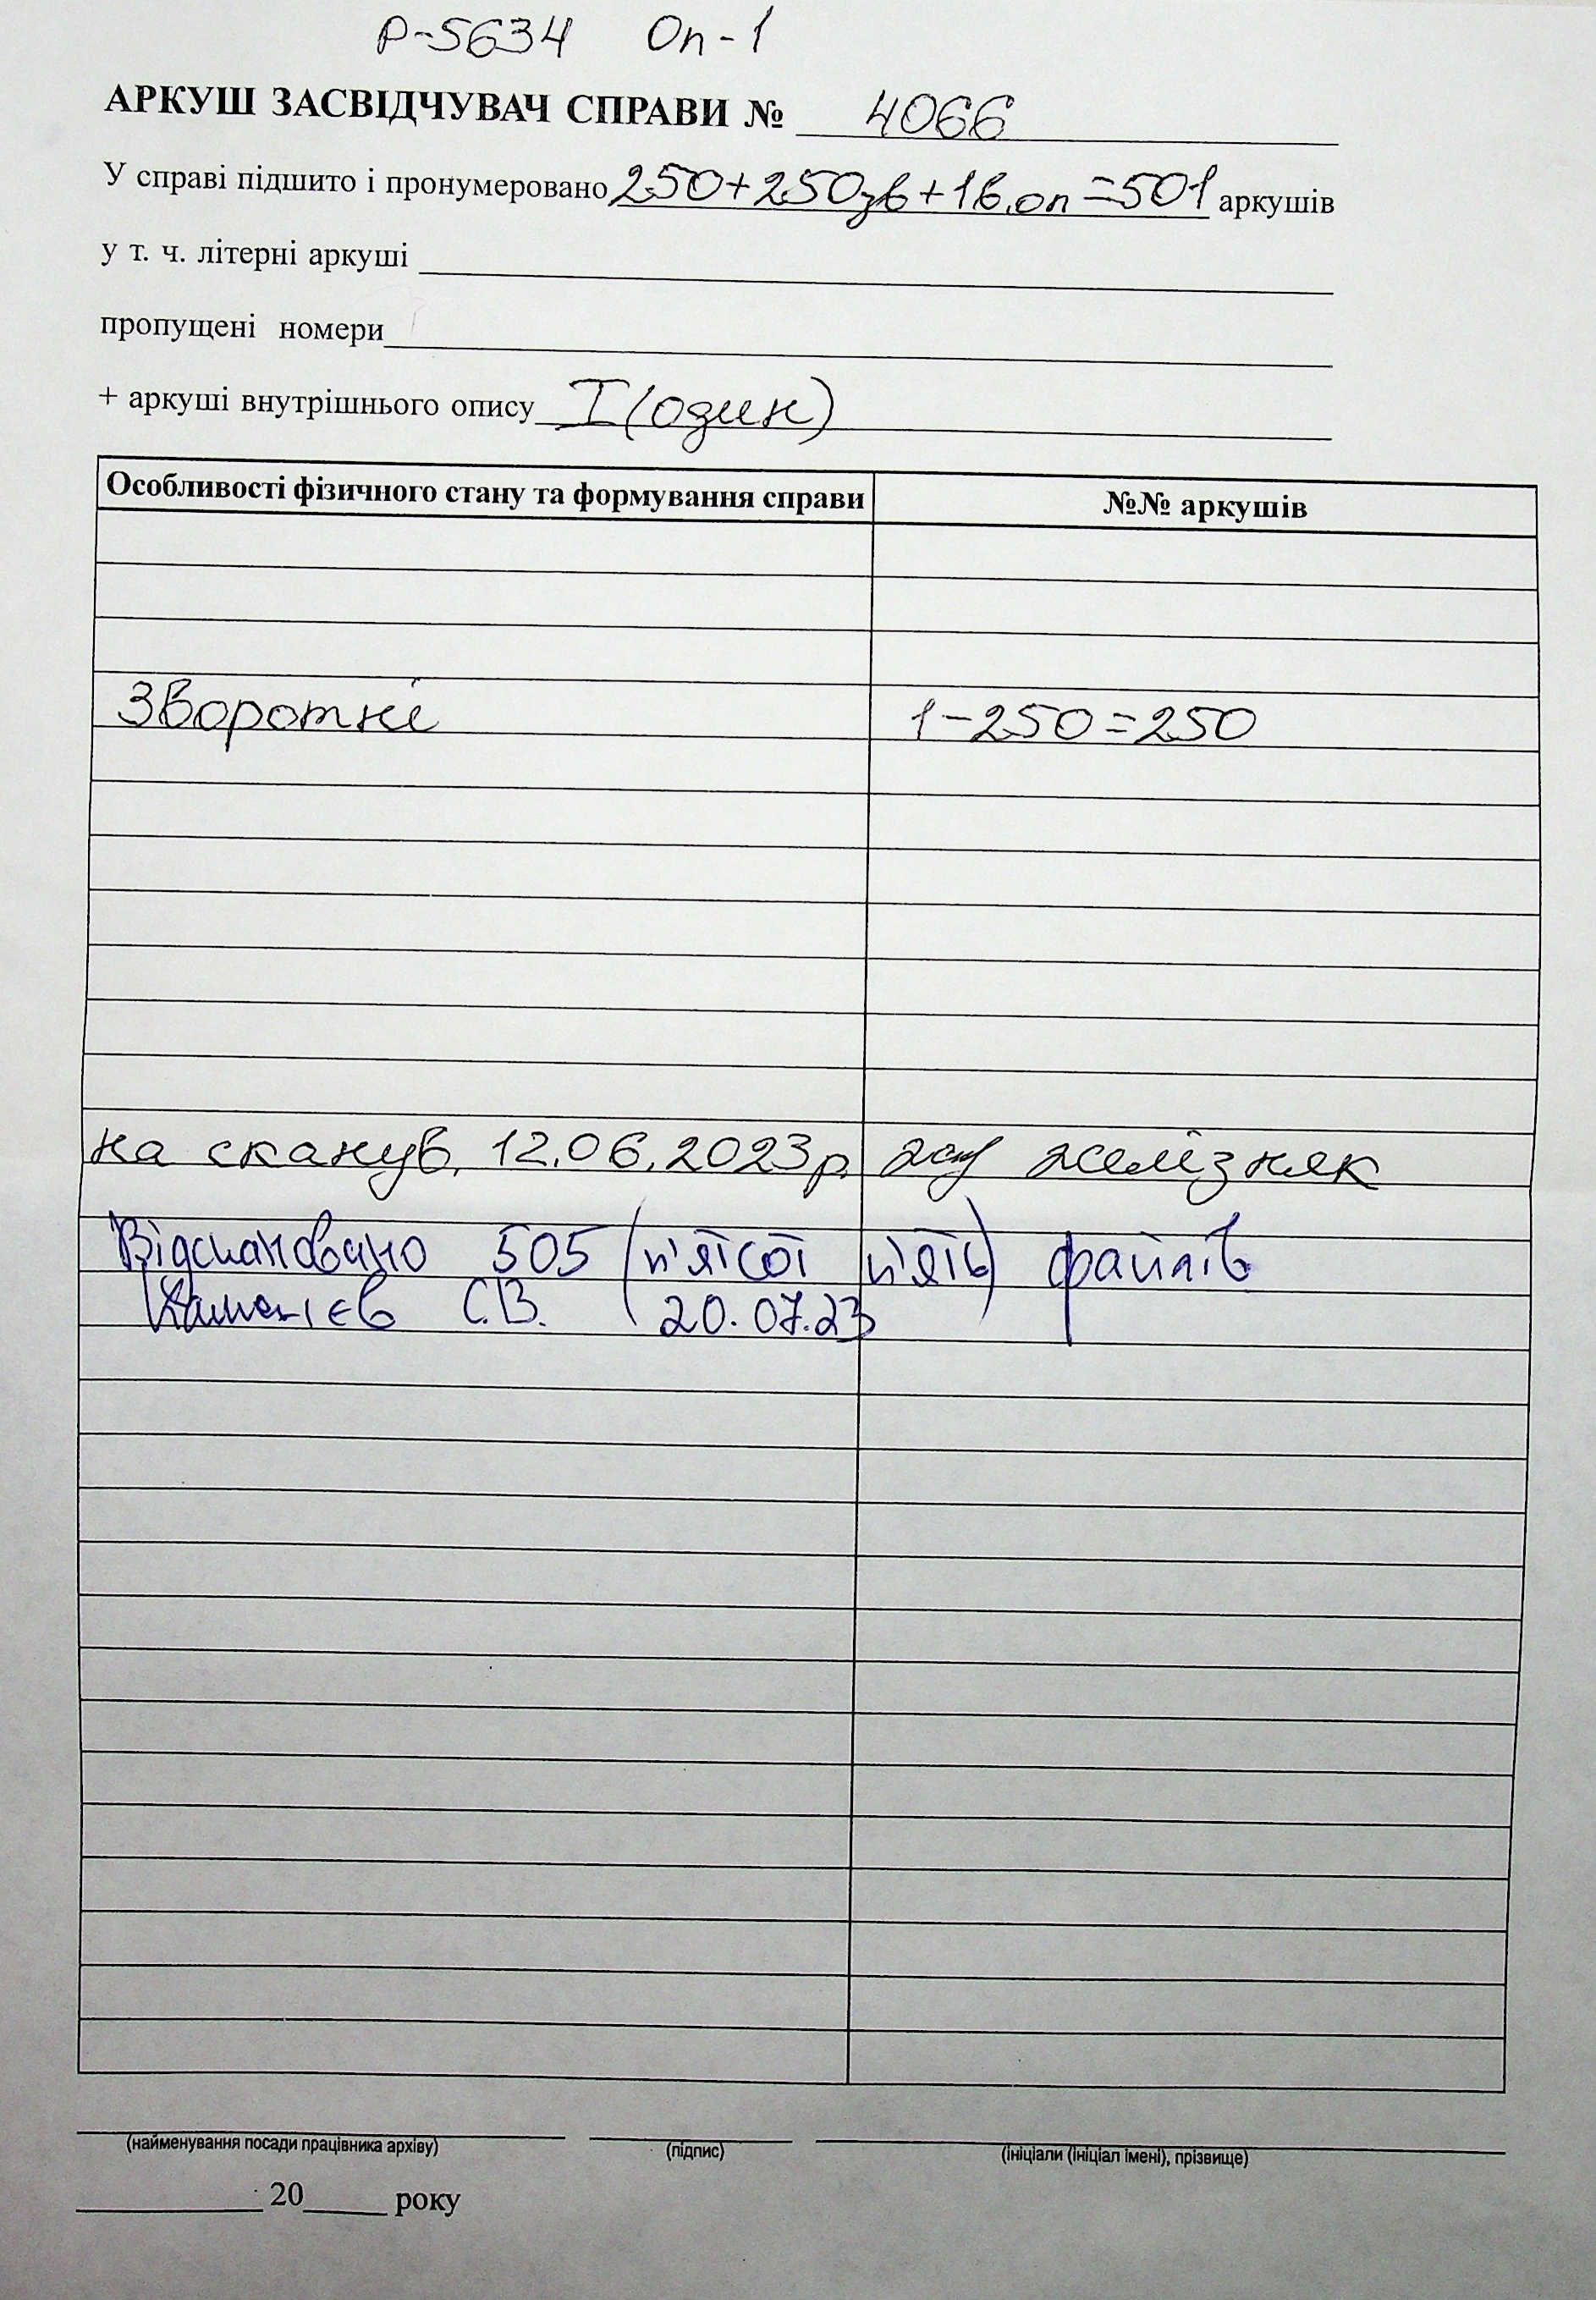 Р-5634 Оп-1
АРКУШ ЗАСВІДЧУВАЧ СПРАВИ № 4066
У справі підшито і пронумеровано 250+250зв+1в.оп=501 аркушів
у т. ч. літерні аркуші
пропущені номери
+ аркуші внутрішнього опису I (один)
Особливості фізичного стану та формування справи №№ аркушів
Зворотні 1-250=250
на сканув. 12.06.2023р. Желізняк
Відскановано 505 (п'ятсот п'ять) файлів
С.В. 20.07.23
(найменування посади працівника архіву) (підпис) (ініціали (ініціал імені), прізвище)
20 року